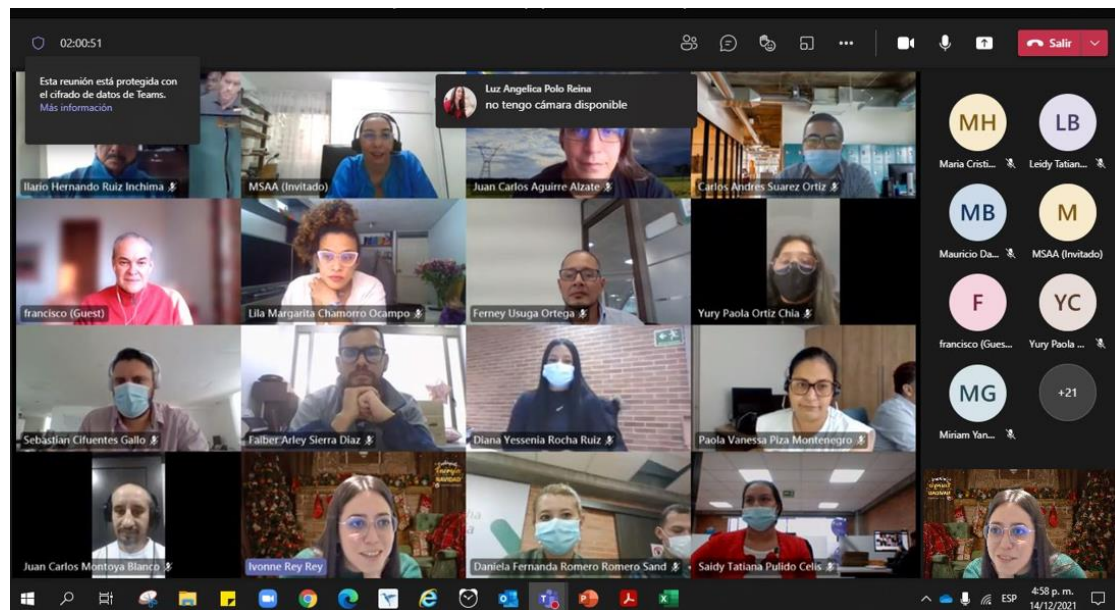 02:00:51
Salir
Esta reunión está protegida con
el cifrado de datos de Teams.
Más información
Luz Angelica Polo Reina
no tengo cámara disponible
Ilario Hernando Ruiz Inchima
MSAA (Invitado)
Juan Carlos Aguirre Alzate
Carlos Andres Suarez Ortiz
francisco (Guest)
Lila Margarita Chamorro Ocampo
Ferney Usuga Ortega
Yury Paola Ortiz Chia
Sebastian Cifuentes Gallo
Faiber Arley Sierra Diaz
Diana Yessenia Rocha Ruiz
Paola Vanessa Piza Montenegro
Juan Carlos Montoya Blanco
Energía
NAVIDAD
Ivonne Rey Rey
Daniela Fernanda Romero Romero Sand
Saidy Tatiana Pulido Celis
MH
LB
Maria Cristi...
Leidy Tatian...
MB
M
Mauricio Da...
MSAA (Invitado)
F
YC
francisco (Gues...
Yury Paola ...
MG
+21
Miriam Yan...
ESP
4:58 p. m.
14/12/2021